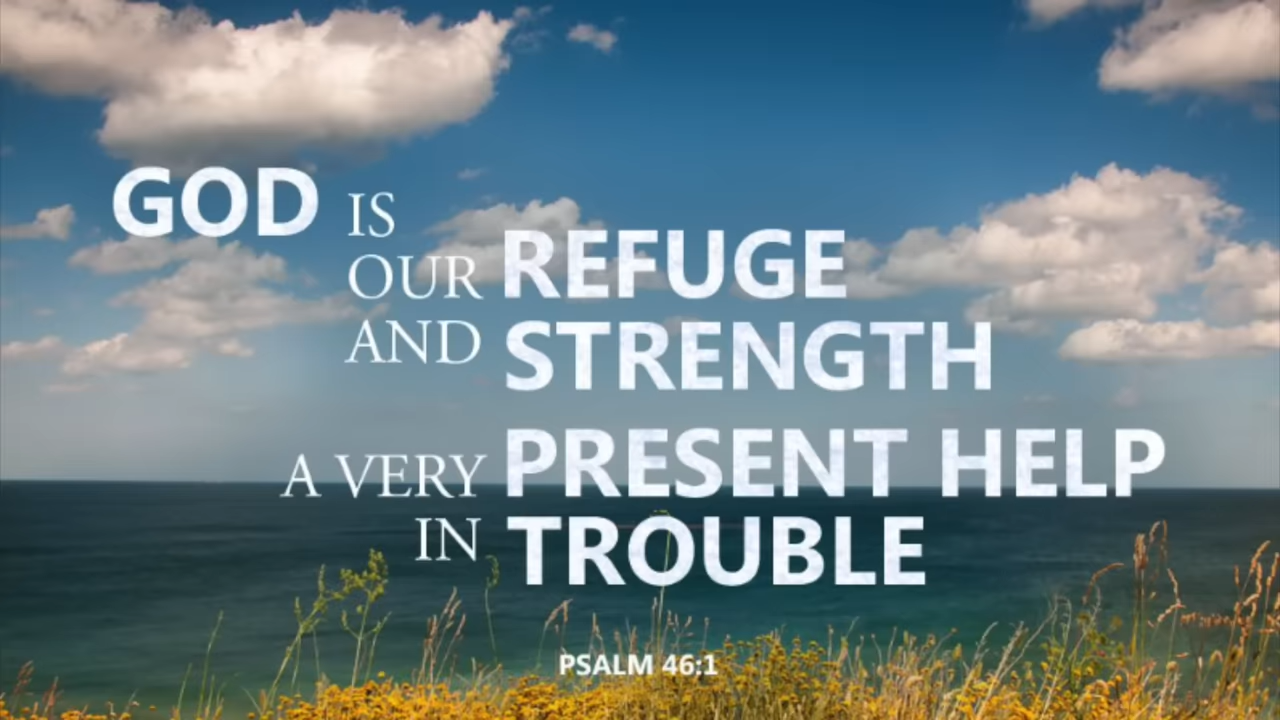 GOD IS
OUR REFUGE
AND STRENGTH
A VERY PRESENT HELP
IN TROUBLE
PSALM 46:1